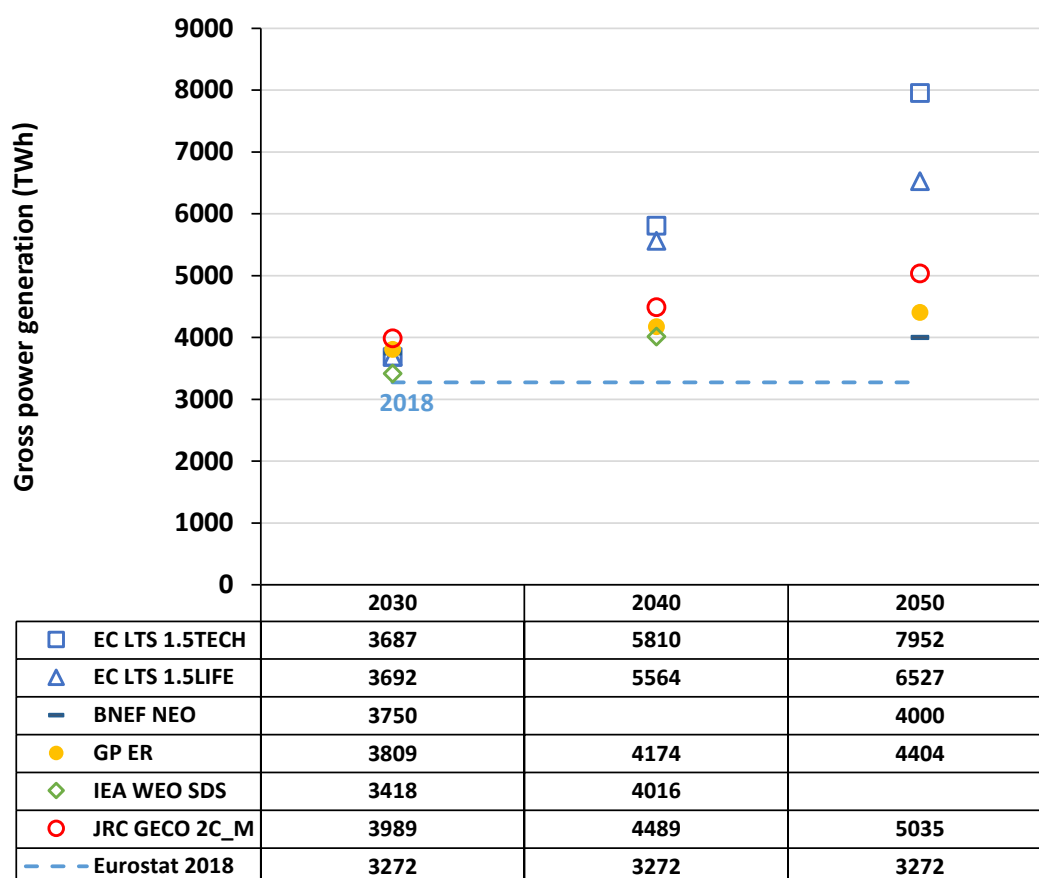 Gross power generation (TWh)
9000
8000
7000
6000
5000
4000
3000
2000
1000
0
2018
2030 2040 2050
EC LTS 1.5TECH 3687 5810 7952
EC LTS 1.5LIFE 3692 5564 6527
BNEF NEO 3750 4000
GP ER 3809 4174 4404
IEA WEO SDS 3418 4016
JRC GECO 2C_M 3989 4489 5035
Eurostat 2018 3272 3272 3272